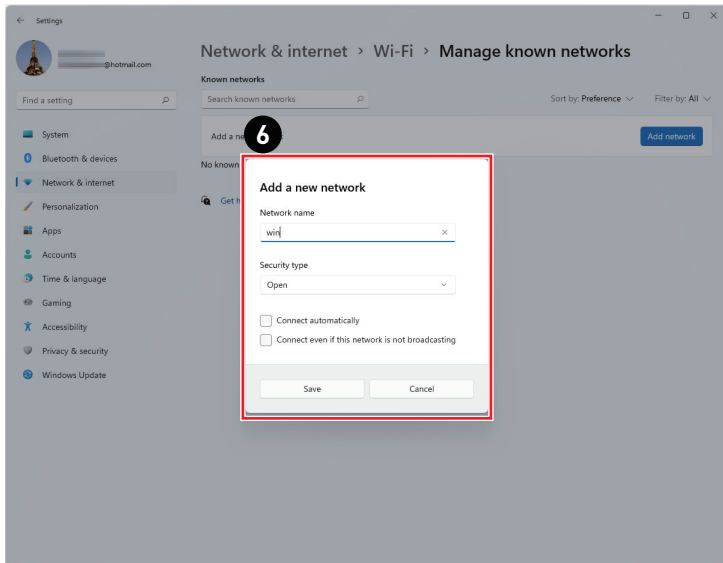 Settings
@hotmail.com
Find a setting
System
Bluetooth & devices
Network & internet
Personalization
Apps
Accounts
Time & language
Gaming
Accessibility
Privacy & security
Windows Update
Network & internet › Wi-Fi › Manage known networks
Known networks
Search known networks
Sort by: Preference
Filter by: All
Add a ne
6
Add network
No known
Get h
Add a new network
Network name
win
Security type
Open
Connect automatically
Connect even if this network is not broadcasting
Save
Cancel